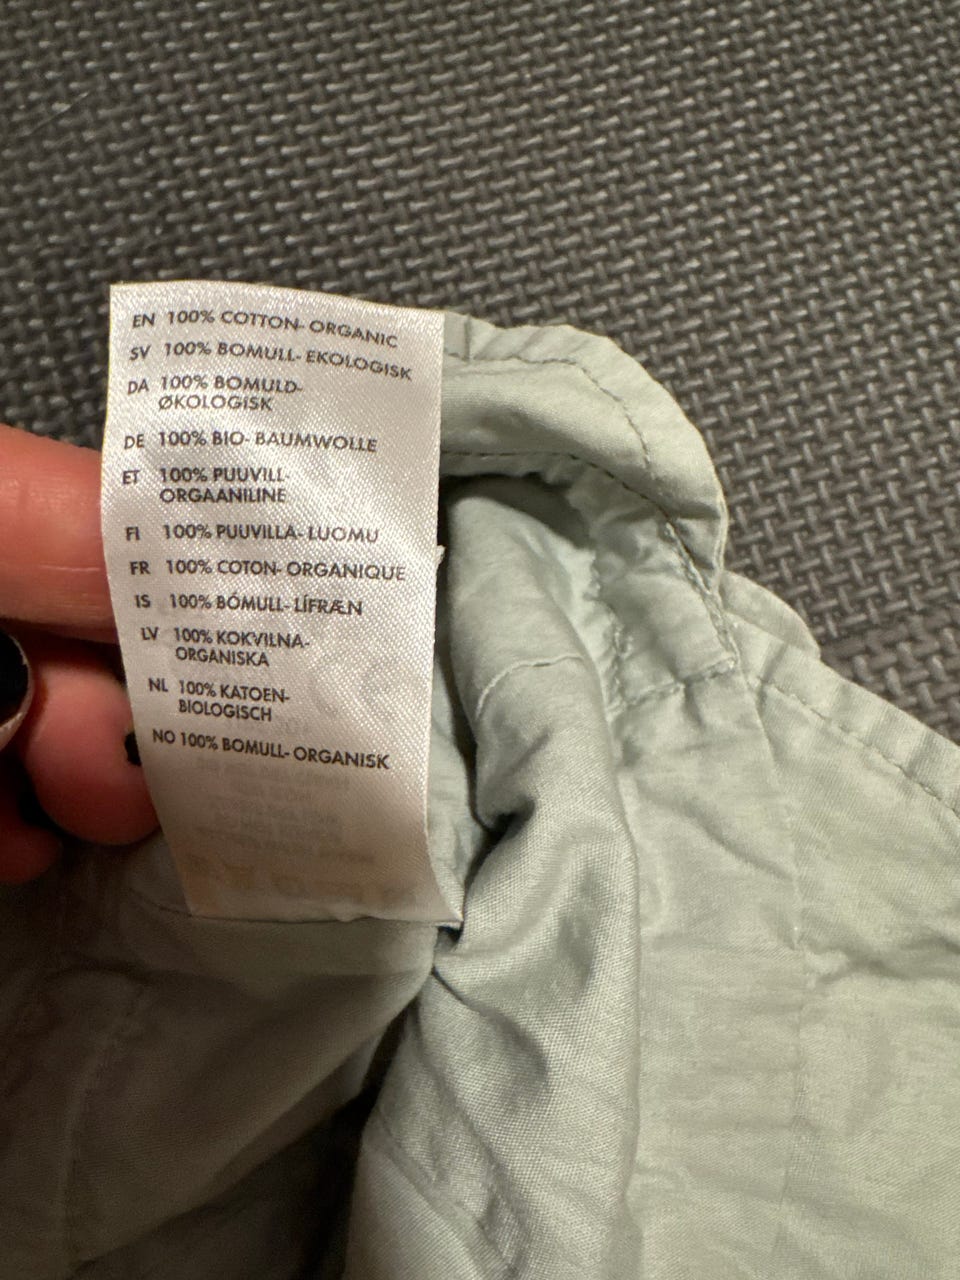 EN 100% COTTON- ORGANIC
SV 100% BOMULL- EKOLOGISK
DA 100% BOMULD-
ØKOLOGISK
DE 100% BIO- BAUMWOLLE
ET 100% PUUVILL-
ORGAANILINE
FI 100% PUUVILLA- LUOMU
FR 100% COTON- ORGANIQUE
IS 100% BÓMULL- LÍFRÆN
LV 100% KOKVILNA-
ORGANISKA
NL 100% KATOEN-
BIOLOGISCH
NO 100% BOMULL- ORGANISK